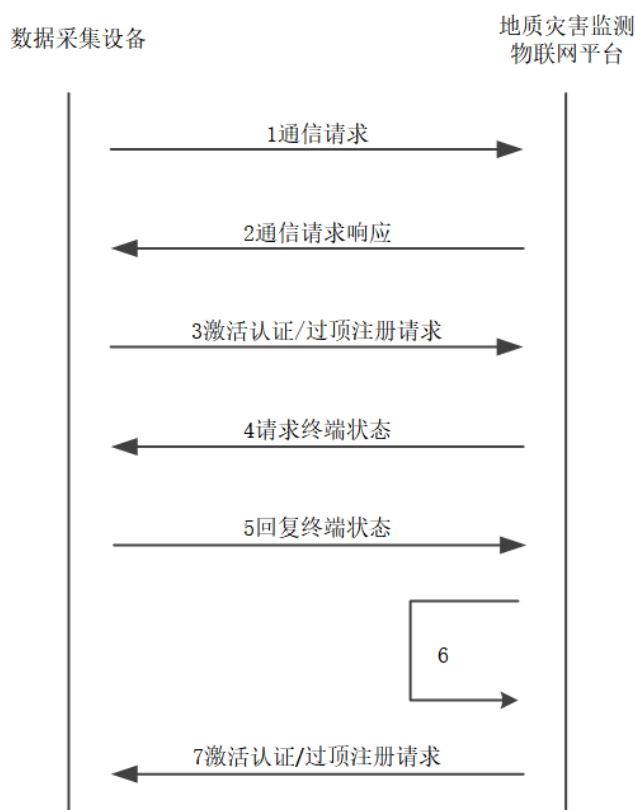 数据采集设备
地质灾害监测
物联网平台
1通信请求
2通信请求响应
3激活认证/过顶注册请求
4请求终端状态
5回复终端状态
6
7激活认证/过顶注册请求